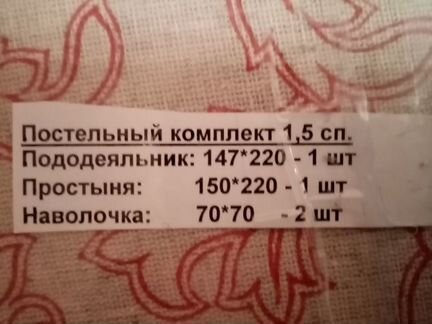 Постельный комплект 1,5 сп.
Пододеяльник: 147*220 - 1 шт
Простыня: 150*220 - 1 шт
Наволочка: 70*70 - 2 шт